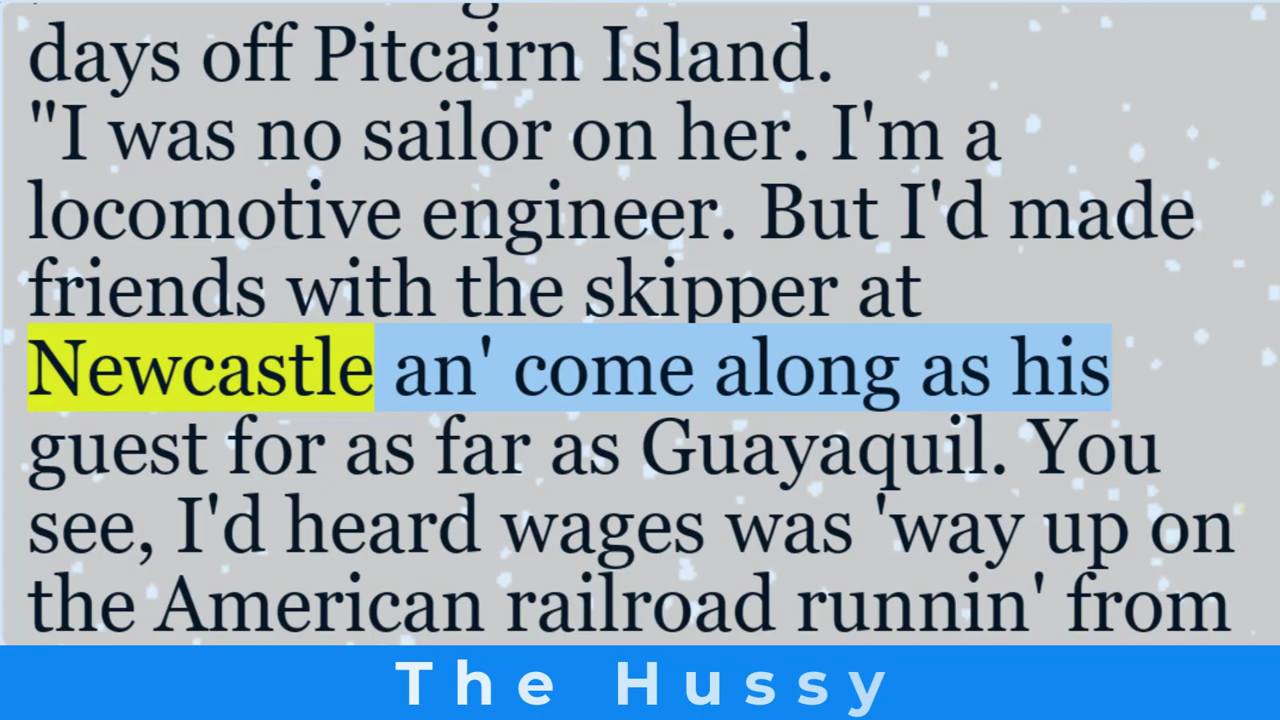 days off Pitcairn Island.
"I was no sailor on her. I'm a
locomotive engineer. But I'd made
friends with the skipper at
Newcastle an' come along as his
guest for as far as Guayaquil. You
see, I'd heard wages was 'way up on
the American railroad runnin' from
The Hussy